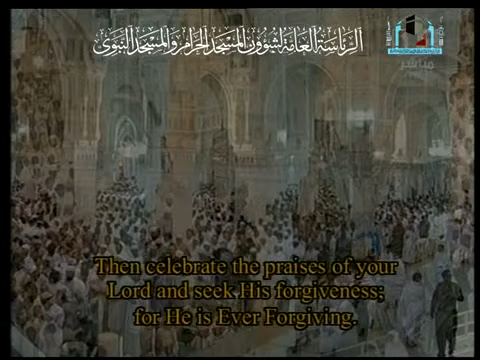 الرئاسة العامة لشؤون المسجد الحرام والمسجد النبوي
مباشر
Then celebrate the praises of your
Lord and seek His forgiveness;
for He is Ever Forgiving.